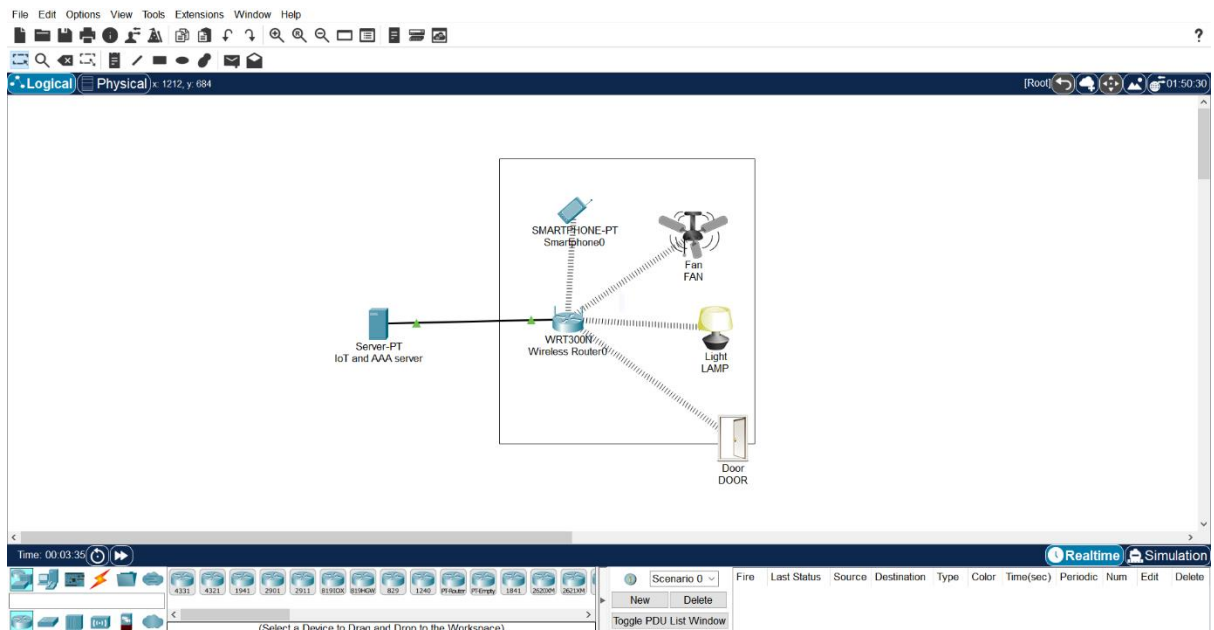 File Edit Options View Tools Extensions Window Help
?
Logical Physical x: 1212, y: 684 [Root] 01:50:30
SMARTPHONE-PT
Smartphone0
Fan
FAN
Server-PT
IoT and AAA server
WRT300N
Wireless Router0
Light
LAMP
Door
DOOR
Time: 00:03:35 Realtime Simulation
4331 4321 1941 2901 2911 819IOX 819HGW 829 1240 PT-Router PT-Empty 1841 2620XM 2621XM
Scenario 0 Fire Last Status Source Destination Type Color Time(sec) Periodic Num Edit Delete
New Delete
Toggle PDU List Window
(Select a Device to Drag and Drop to the Workspace)